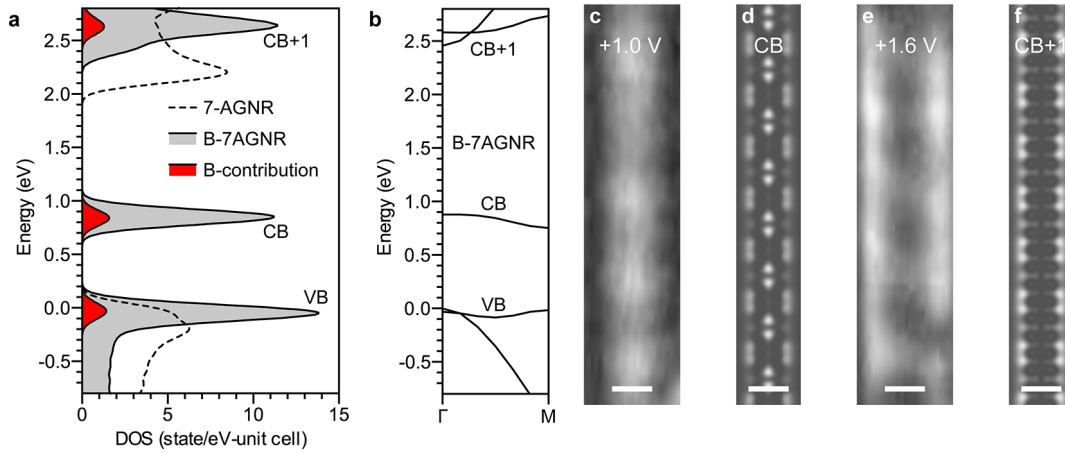 a
2.5
2.0
1.5
1.0
0.5
0.0
-0.5
Energy (eV)
0
5
10
15
DOS (state/eV-unit cell)
CB+1
7-AGNR
B-7AGNR
B-contribution
CB
VB
b
2.5
2.0
1.5
1.0
0.5
0.0
-0.5
Energy (eV)
Γ
M
CB+1
B-7AGNR
CB
VB
c
+1.0 V
d
CB
e
+1.6 V
f
CB+1